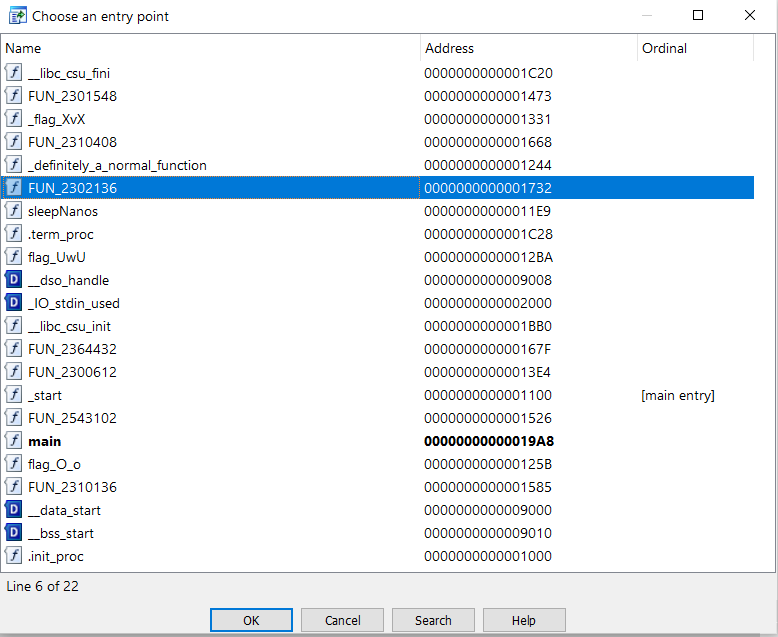 Choose an entry point
Name Address Ordinal
__libc_csu_fini 0000000000001C20
FUN_2301548 0000000000001473
_flag_XvX 0000000000001331
FUN_2310408 0000000000001668
_definitely_a_normal_function 0000000000001244
FUN_2302136 0000000000001732
sleepNanos 00000000000011E9
.term_proc 0000000000001C28
flag_UwU 00000000000012BA
__dso_handle 0000000000009008
_IO_stdin_used 0000000000002000
__libc_csu_init 0000000000001BB0
FUN_2364432 000000000000167F
FUN_2300612 00000000000013E4
_start 0000000000001100 [main entry]
FUN_2543102 0000000000001526
main 00000000000019A8
flag_O_o 000000000000125B
FUN_2310136 0000000000001585
__data_start 0000000000009000
__bss_start 0000000000009010
.init_proc 0000000000001000
Line 6 of 22
OK Cancel Search Help